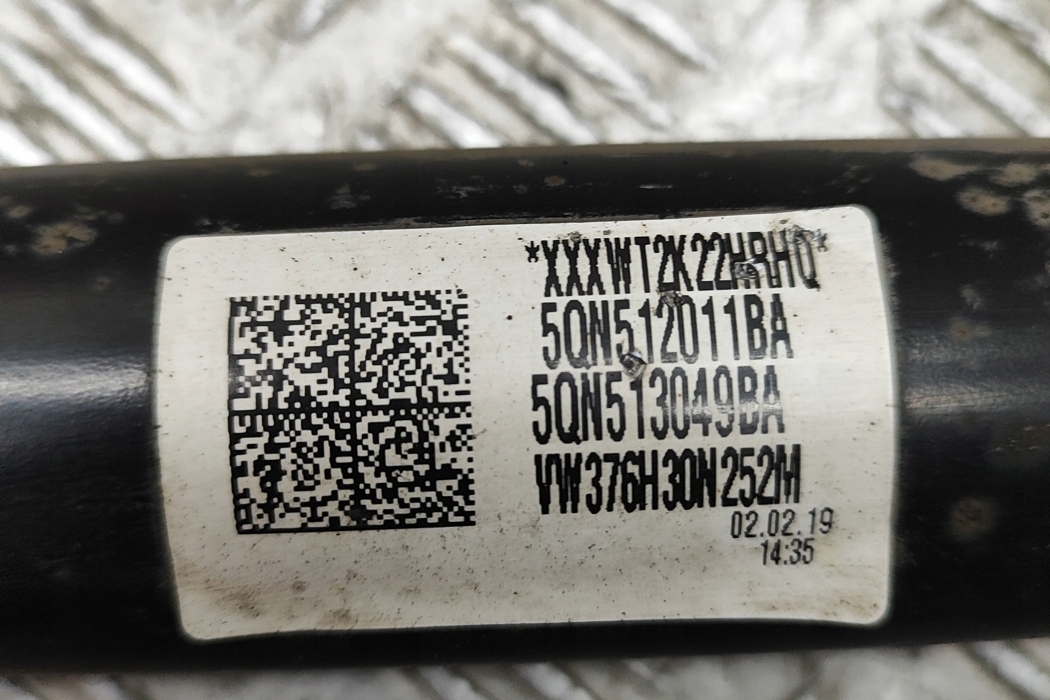 *XXXWT2K22HRHQ*
5QN512011BA
5QN513049BA
VW376H30N252M
02.02.19
14:35